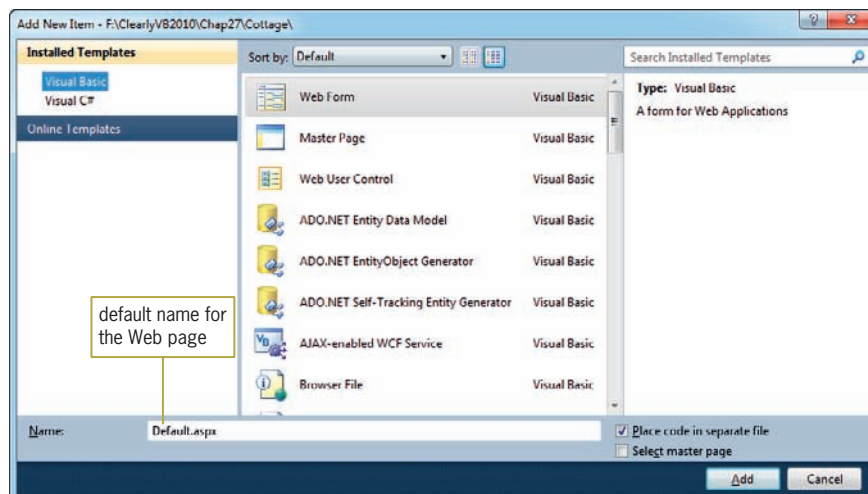 Add New Item - F:\ClearlyVB2010\Chap27\Cottage\
Installed Templates
Visual Basic
Visual C#
Online Templates
Sort by: Default
Search Installed Templates
Web Form Visual Basic
Master Page Visual Basic
Web User Control Visual Basic
ADO.NET Entity Data Model Visual Basic
ADO.NET EntityObject Generator Visual Basic
ADO.NET Self-Tracking Entity Generator Visual Basic
AJAX-enabled WCF Service Visual Basic
Browser File Visual Basic
Type: Visual Basic
A form for Web Applications
default name for
the Web page
Name: Default.aspx
Place code in separate file
Select master page
Add Cancel